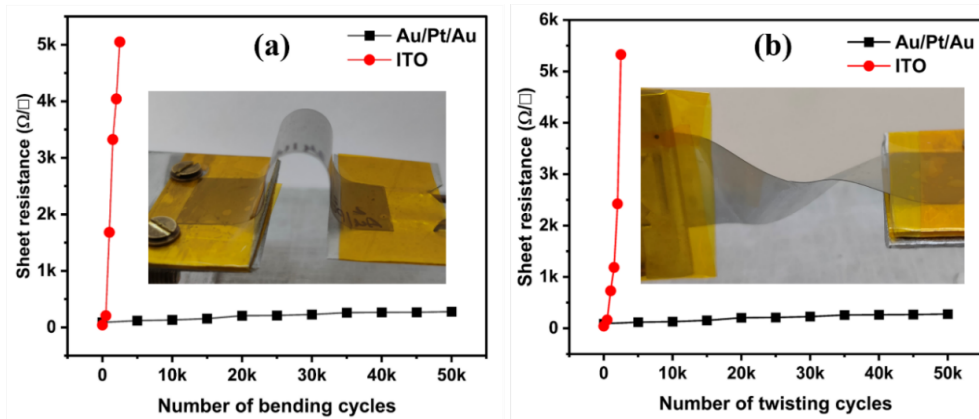 (a)
Au/Pt/Au
ITO
Sheet resistance (Ω/□)
5k
4k
3k
2k
1k
0
0 10k 20k 30k 40k 50k
Number of bending cycles
(b)
Au/Pt/Au
ITO
Sheet resistance (Ω/□)
6k
5k
4k
3k
2k
1k
0
0 10k 20k 30k 40k 50k
Number of twisting cycles